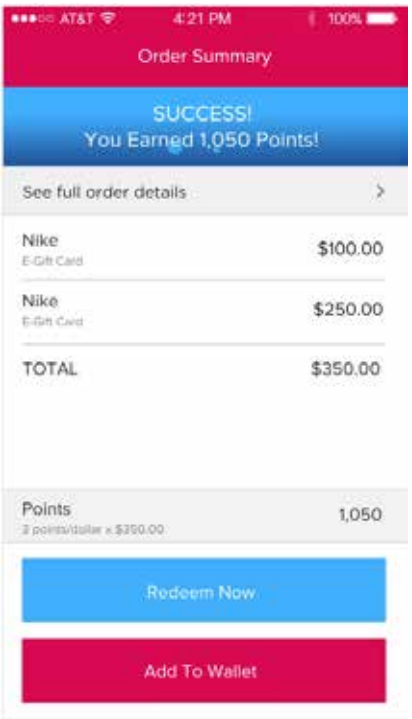 AT&T 4:21 PM 100%
Order Summary
SUCCESS!
You Earned 1,050 Points!
See full order details >
Nike $100.00
E-Gift Card
Nike $250.00
E-Gift Card
TOTAL $350.00
Points 1,050
3 points/dollar x $350.00
Redeem Now
Add To Wallet